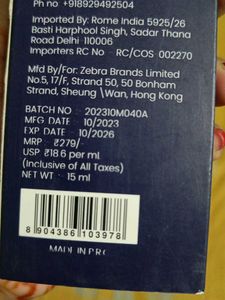 Ph no +918929492504
Imported By: Rome India 5925/26
Basti Harphool Singh, Sadar Thana
Road Delhi 110006
Importers RC No - RC/COS 002270
Mfd By/For: Zebra Brands Limited
No.5, 17/F, Strand 50, 50 Bonham
Strand, Sheung \Wan, Hong Kong
BATCH NO : 202310M040A
MFG DATE : 10/2023
EXP DATE : 10/2026
MRP : ₹279/-
USP ₹18 6 per ml
(Inclusive of All Taxes)
NET WT : 15 ml
8 904386 103978
MADE IN PRC